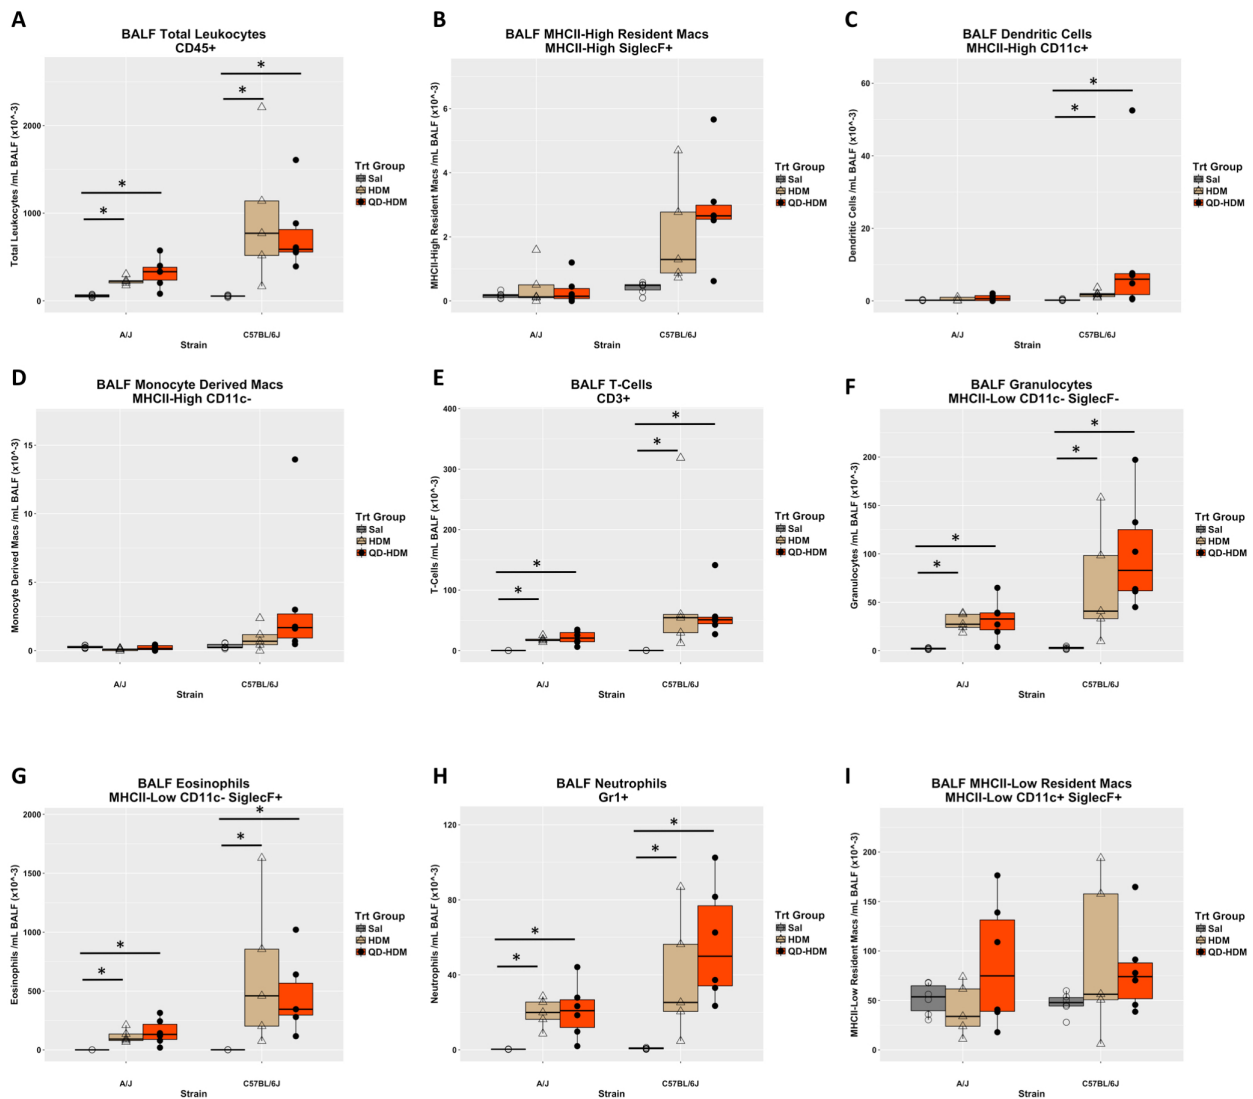 A
BALF Total Leukocytes
CD45+
Total Leukocytes /mL BALF (x10^-3)
2000
1000
0
*
*
*
*
A/J
C57BL/6J
Strain
Trt Group
Sal
HDM
QD-HDM
B
BALF MHCII-High Resident Macs
MHCII-High SiglecF+
MHCII-High Resident Macs /mL BALF (x10^-3)
6
4
2
0
A/J
C57BL/6J
Strain
Trt Group
Sal
HDM
QD-HDM
C
BALF Dendritic Cells
MHCII-High CD11c+
Dendritic Cells /mL BALF (x10^-3)
60
40
20
0
*
*
A/J
C57BL/6J
Strain
Trt Group
Sal
HDM
QD-HDM
D
BALF Monocyte Derived Macs
MHCII-High CD11c-
Monocyte Derived Macs /mL BALF (x10^-3)
15
10
5
0
A/J
C57BL/6J
Strain
Trt Group
Sal
HDM
QD-HDM
E
BALF T-Cells
CD3+
T-Cells /mL BALF (x10^-3)
400
300
200
100
0
*
*
*
*
A/J
C57BL/6J
Strain
Trt Group
Sal
HDM
QD-HDM
F
BALF Granulocytes
MHCII-Low CD11c- SiglecF-
Granulocytes /mL BALF (x10^-3)
200
150
100
50
0
*
*
*
*
A/J
C57BL/6J
Strain
Trt Group
Sal
HDM
QD-HDM
G
BALF Eosinophils
MHCII-Low CD11c- SiglecF+
Eosinophils /mL BALF (x10^-3)
2000
1500
1000
500
0
*
*
*
*
A/J
C57BL/6J
Strain
Trt Group
Sal
HDM
QD-HDM
H
BALF Neutrophils
Gr1+
Neutrophils /mL BALF (x10^-3)
120
80
40
0
*
*
*
*
A/J
C57BL/6J
Strain
Trt Group
Sal
HDM
QD-HDM
I
BALF MHCII-Low Resident Macs
MHCII-Low CD11c+ SiglecF+
MHCII-Low Resident Macs /mL BALF (x10^-3)
200
150
100
50
0
A/J
C57BL/6J
Strain
Trt Group
Sal
HDM
QD-HDM